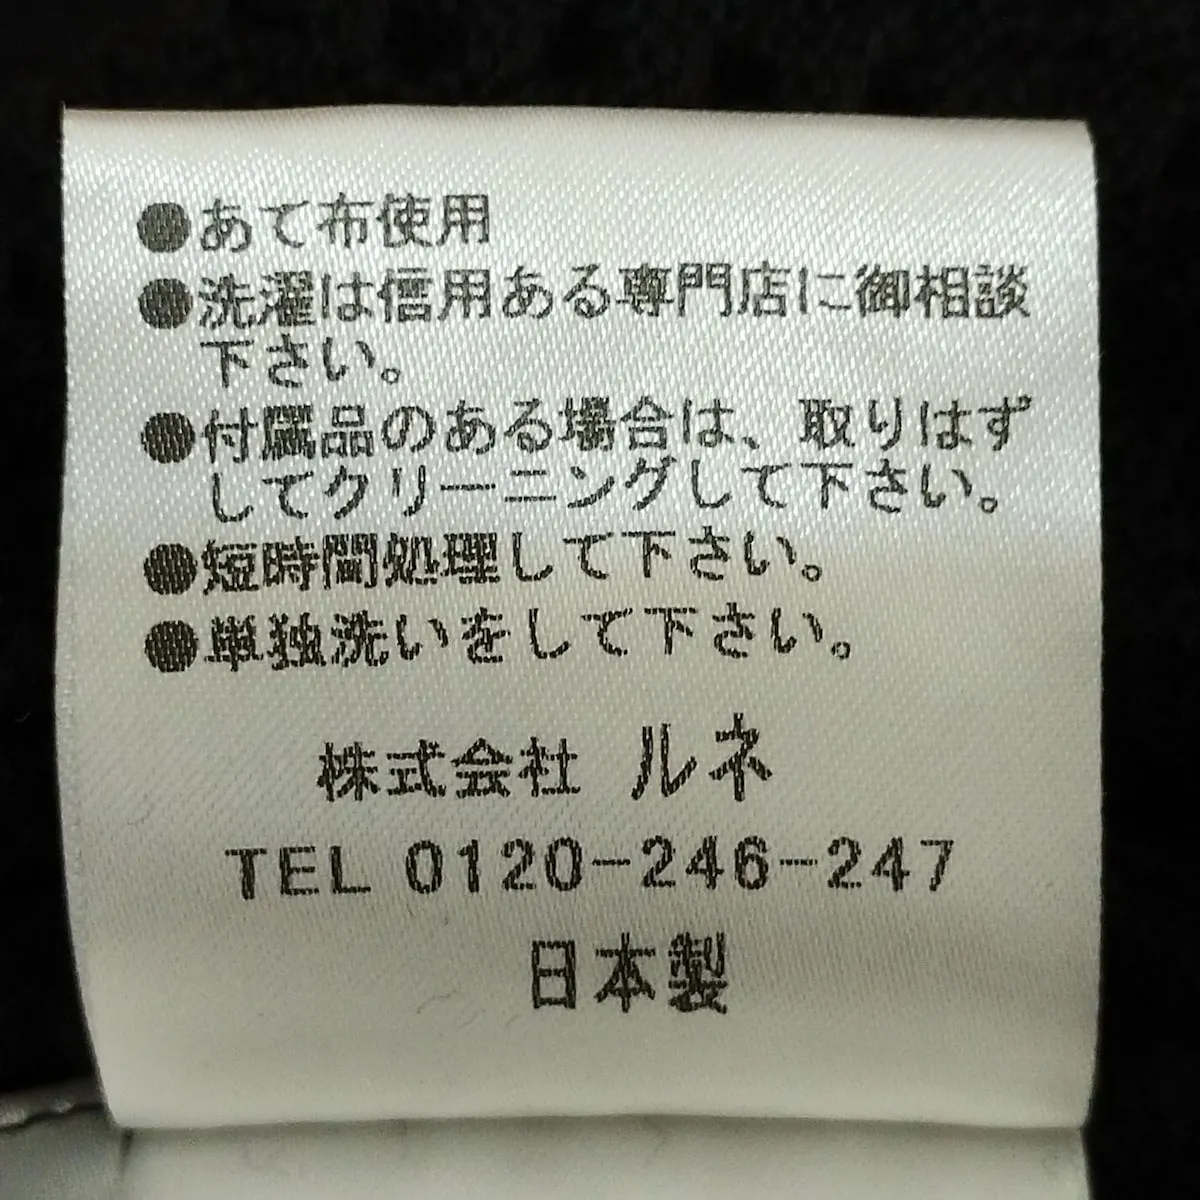 ●あて布使用
●洗濯は信用ある専門店に御相談
下さい。
●付属品のある場合は、取りはず
してクリーニングして下さい。
●短時間処理して下さい。
●単独洗いをして下さい。
株式会社 ルネ
TEL 0120-246-247
日本製